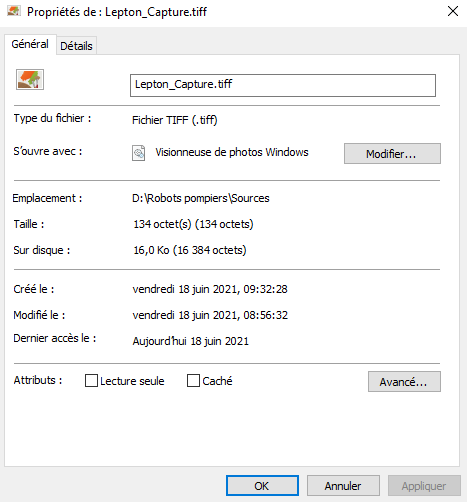 Propriétés de : Lepton_Capture.tiff
Général Détails
Lepton_Capture.tiff
Type du fichier : Fichier TIFF (.tiff)
S'ouvre avec : Visionneuse de photos Windows Modifier...
Emplacement : D:\Robots pompiers\Sources
Taille : 134 octet(s) (134 octets)
Sur disque : 16,0 Ko (16 384 octets)
Créé le : vendredi 18 juin 2021, 09:32:28
Modifié le : vendredi 18 juin 2021, 08:56:32
Dernier accès le : Aujourd'hui 18 juin 2021
Attributs : Lecture seule Caché Avancé...
OK Annuler Appliquer